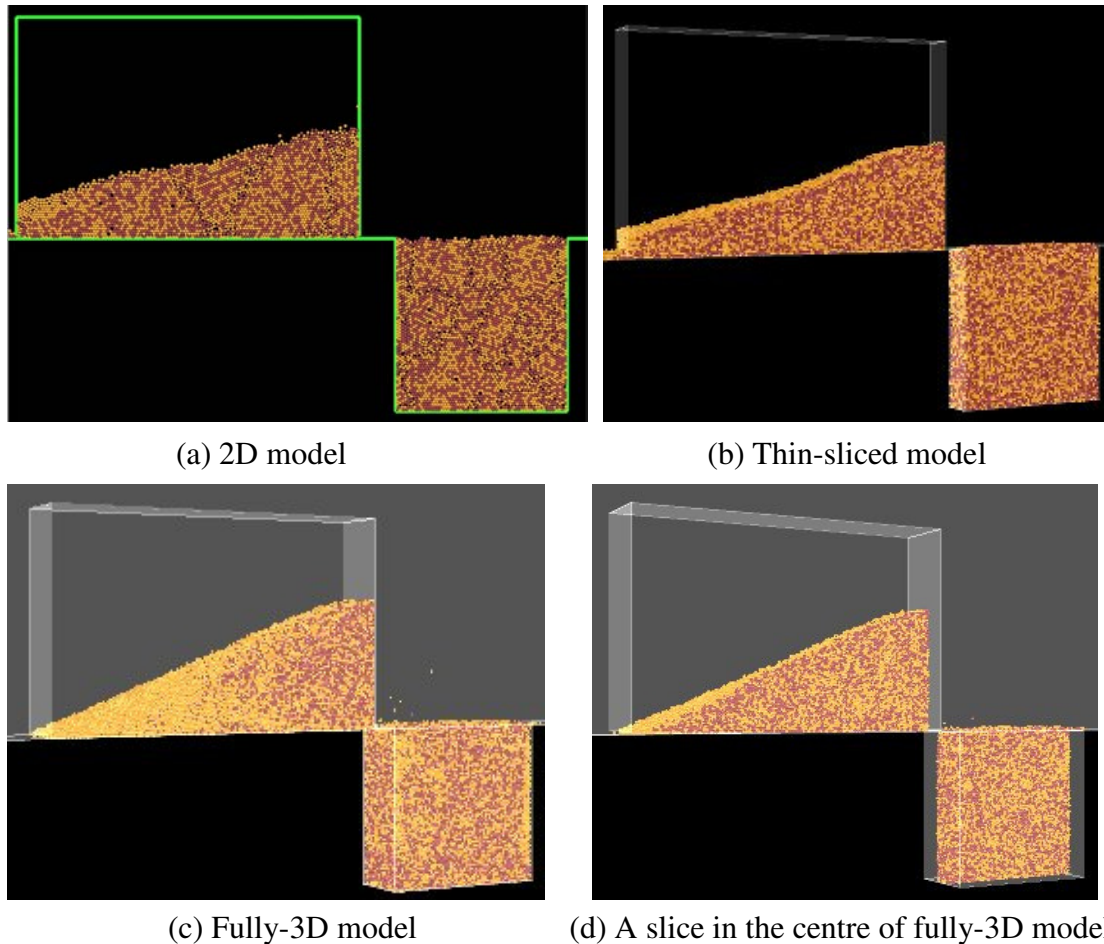 (a) 2D model
(b) Thin-sliced model
(c) Fully-3D model
(d) A slice in the centre of fully-3D model